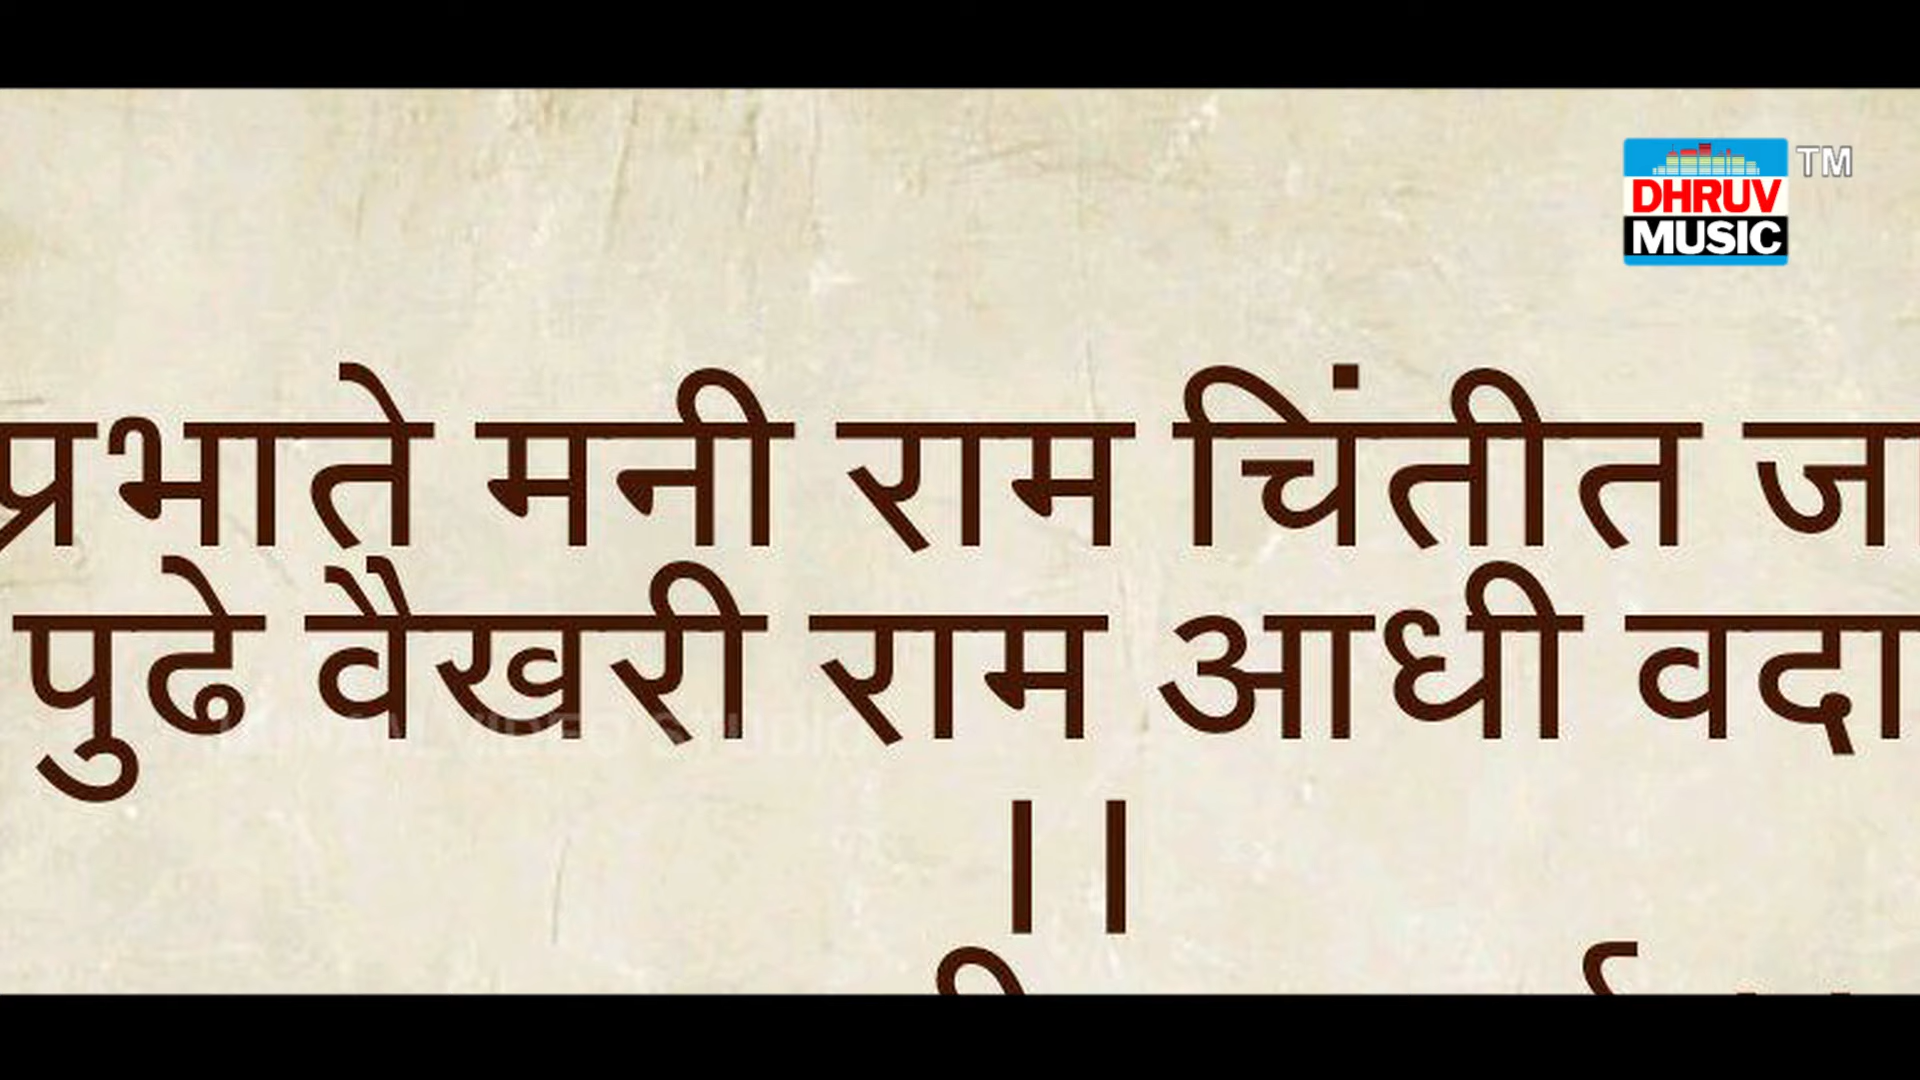 DHRUV
MUSIC
TM
प्रभाते मनी राम चिंतीत
पुढे वैखरी राम आधी वदा
।।